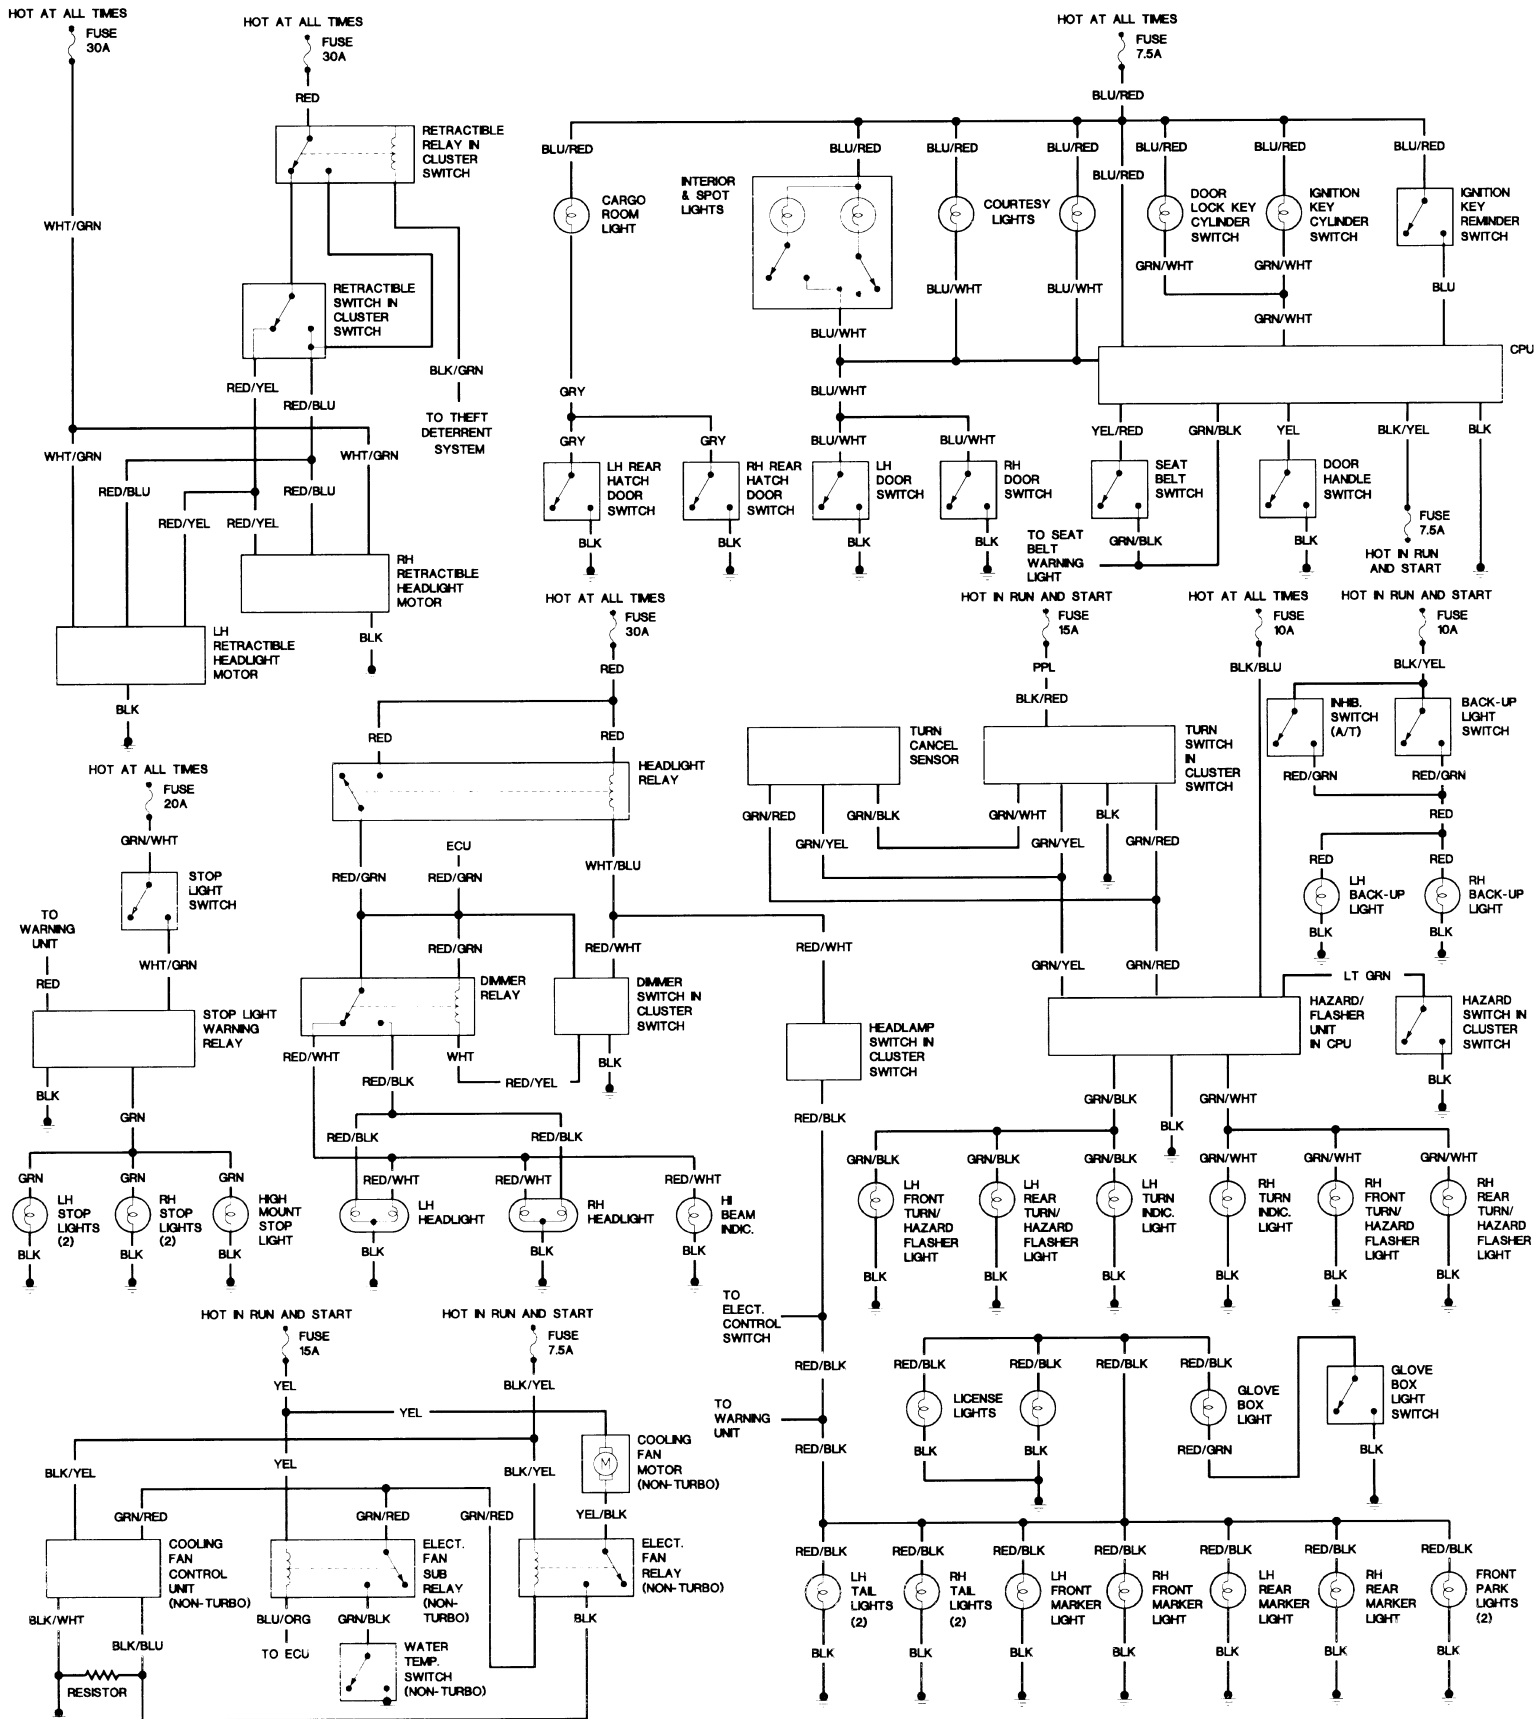 HOT AT ALL TIMES
FUSE
30A
HOT AT ALL TIMES
FUSE
30A
RED
RETRACTIBLE
RELAY IN
CLUSTER
SWITCH
WHT/GRN
RETRACTIBLE
SWITCH IN
CLUSTER
SWITCH
BLK/GRN
TO THEFT
DETERRENT
SYSTEM
RED/YEL
RED/BLU
WHT/GRN
WHT/GRN
RED/BLU
RED/BLU
RED/YEL
RED/YEL
RH
RETRACTIBLE
HEADLIGHT
MOTOR
BLK
LH
RETRACTIBLE
HEADLIGHT
MOTOR
BLK
HOT AT ALL TIMES
FUSE
7.5A
BLU/RED
BLU/RED
BLU/RED
BLU/RED
BLU/RED
BLU/RED
BLU/RED
BLU/RED
BLU/RED
CARGO
ROOM
LIGHT
INTERIOR
& SPOT
LIGHTS
COURTESY
LIGHTS
DOOR
LOCK KEY
CYLINDER
SWITCH
IGNITION
KEY
CYLINDER
SWITCH
IGNITION
KEY
REMINDER
SWITCH
GRN/WHT
GRN/WHT
BLU/WHT
BLU/WHT
BLU
GRN/WHT
BLU/WHT
CPU
GRY
BLU/WHT
GRY
GRY
BLU/WHT
BLU/WHT
YEL/RED
GRN/BLK
YEL
BLK/YEL
BLK
LH REAR
HATCH
DOOR
SWITCH
RH REAR
HATCH
DOOR
SWITCH
LH
DOOR
SWITCH
RH
DOOR
SWITCH
SEAT
BELT
SWITCH
DOOR
HANDLE
SWITCH
FUSE
7.5A
HOT IN RUN
AND START
BLK
BLK
BLK
BLK
TO SEAT
BELT
WARNING
LIGHT
GRN/BLK
BLK
HOT AT ALL TIMES
FUSE
30A
RED
RED
RED
HEADLIGHT
RELAY
HOT IN RUN AND START
FUSE
15A
PPL
BLK/RED
HOT AT ALL TIMES
FUSE
10A
BLK/BLU
HOT IN RUN AND START
FUSE
10A
BLK/YEL
INHIB.
SWITCH
(A/T)
BACK-UP
LIGHT
SWITCH
TURN
CANCEL
SENSOR
TURN
SWITCH
IN
CLUSTER
SWITCH
RED/GRN
RED/GRN
RED
GRN/RED
GRN/BLK
GRN/WHT
BLK
GRN/YEL
GRN/YEL
GRN/RED
RED
RED
LH
BACK-UP
LIGHT
RH
BACK-UP
LIGHT
BLK
BLK
HOT AT ALL TIMES
FUSE
20A
GRN/WHT
STOP
LIGHT
SWITCH
TO
WARNING
UNIT
WHT/GRN
RED
STOP LIGHT
WARNING
RELAY
BLK
GRN
GRN
GRN
GRN
LH
STOP
LIGHTS
(2)
RH
STOP
LIGHTS
(2)
HIGH
MOUNT
STOP
LIGHT
BLK
BLK
BLK
ECU
WHT/BLU
RED/GRN
RED/GRN
RED/GRN
RED/WHT
RED/WHT
DIMMER
RELAY
DIMMER
SWITCH IN
CLUSTER
SWITCH
HEADLAMP
SWITCH IN
CLUSTER
SWITCH
RED/WHT
WHT
BLK
RED/BLK
RED/YEL
RED/BLK
RED/BLK
RED/BLK
RED/WHT
RED/WHT
RED/WHT
LH
HEADLIGHT
RH
HEADLIGHT
HI
BEAM
INDIC.
BLK
BLK
BLK
GRN/YEL
GRN/RED
LT GRN
HAZARD/
FLASHER
UNIT
IN CPU
HAZARD
SWITCH IN
CLUSTER
SWITCH
BLK
GRN/BLK
GRN/WHT
BLK
GRN/BLK
GRN/BLK
GRN/BLK
GRN/WHT
GRN/WHT
GRN/WHT
LH
FRONT
TURN/
HAZARD
FLASHER
LIGHT
LH
REAR
TURN/
HAZARD
FLASHER
LIGHT
LH
TURN
INDIC.
LIGHT
RH
TURN
INDIC.
LIGHT
RH
FRONT
TURN/
HAZARD
FLASHER
LIGHT
RH
REAR
TURN/
HAZARD
FLASHER
LIGHT
BLK
BLK
BLK
BLK
BLK
BLK
HOT IN RUN AND START
FUSE
15A
YEL
YEL
HOT IN RUN AND START
FUSE
7.5A
BLK/YEL
COOLING
FAN
MOTOR
(NON-TURBO)
M
BLK/YEL
YEL
BLK/YEL
YEL/BLK
GRN/RED
GRN/RED
GRN/RED
COOLING
FAN
CONTROL
UNIT
(NON-TURBO)
ELECT.
FAN
SUB
RELAY
(NON-
TURBO)
ELECT.
FAN
RELAY
(NON-TURBO)
BLK/WHT
BLK/BLU
BLU/ORG
TO ECU
GRN/BLK
BLK
WATER
TEMP.
SWITCH
(NON-TURBO)
RESISTOR
TO
ELECT.
CONTROL
SWITCH
RED/BLK
TO
WARNING
UNIT
RED/BLK
RED/BLK
RED/BLK
RED/BLK
RED/BLK
LICENSE
LIGHTS
GLOVE
BOX
LIGHT
GLOVE
BOX
LIGHT
SWITCH
BLK
BLK
RED/GRN
BLK
RED/BLK
RED/BLK
RED/BLK
RED/BLK
RED/BLK
RED/BLK
RED/BLK
LH
TAIL
LIGHTS
(2)
RH
TAIL
LIGHTS
(2)
LH
FRONT
MARKER
LIGHT
RH
FRONT
MARKER
LIGHT
LH
REAR
MARKER
LIGHT
RH
REAR
MARKER
LIGHT
FRONT
PARK
LIGHTS
(2)
BLK
BLK
BLK
BLK
BLK
BLK
BLK